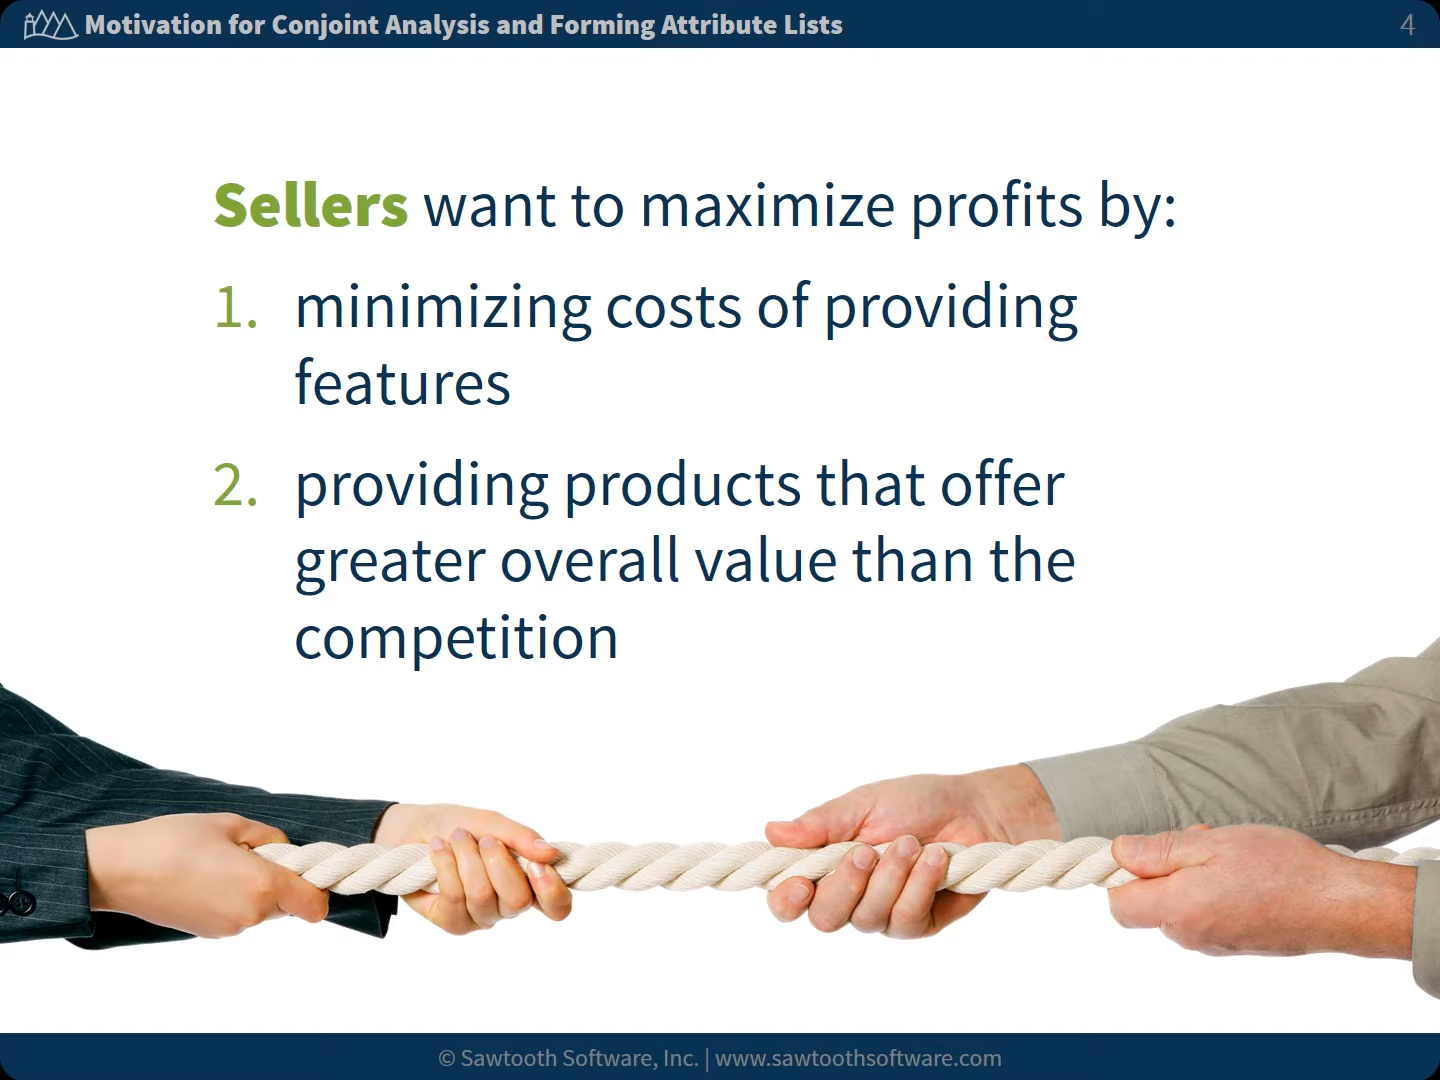 Motivation for Conjoint Analysis and Forming Attribute Lists
4
Sellers want to maximize profits by:
1. minimizing costs of providing
features
2. providing products that offer
greater overall value than the
competition
© Sawtooth Software, Inc. | www.sawtoothsoftware.com